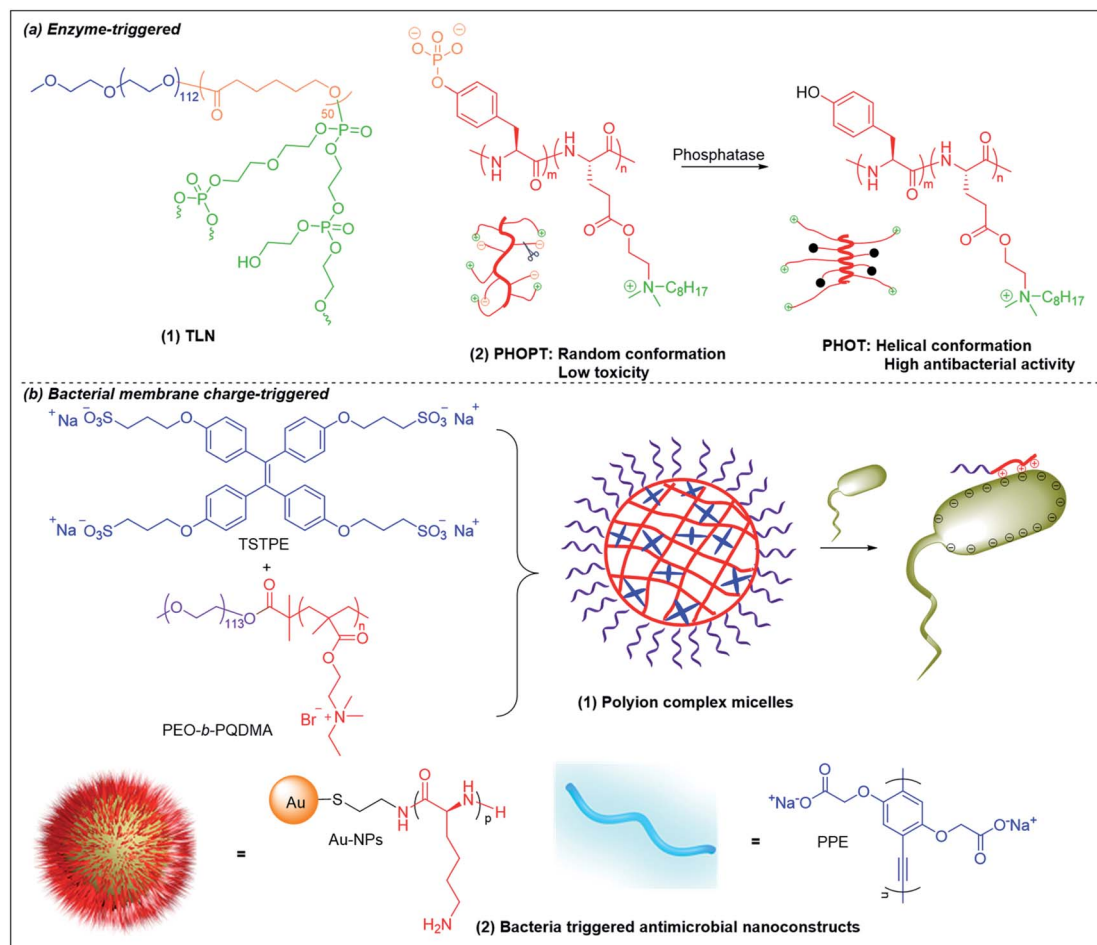 (a) Enzyme-triggered
O O O 112 O 50 O
O P O
O O O
O P O O O
HO O P O O
O
(1) TLN
⊖ ⊖
O O O
P
O
H N O m H N O n
O O
⊕ N C8H17
(2) PHOPT: Random conformation
Low toxicity
Phosphatase
HO
H N O m H N O n
O O
⊕ N C8H17
PHOT: Helical conformation
High antibacterial activity
(b) Bacterial membrane charge-triggered
+Na −O3S O O SO3− Na+
+Na −O3S O O SO3− Na+
TSTPE
+
O 113 O O n
O O
Br− N+
PEO-b-PQDMA
(1) Polyion complex micelles
=
Au S N H O H N p H
Au-NPs
H2N
=
+Na−O O O O O O−Na+
PPE
n
(2) Bacteria triggered antimicrobial nanoconstructs